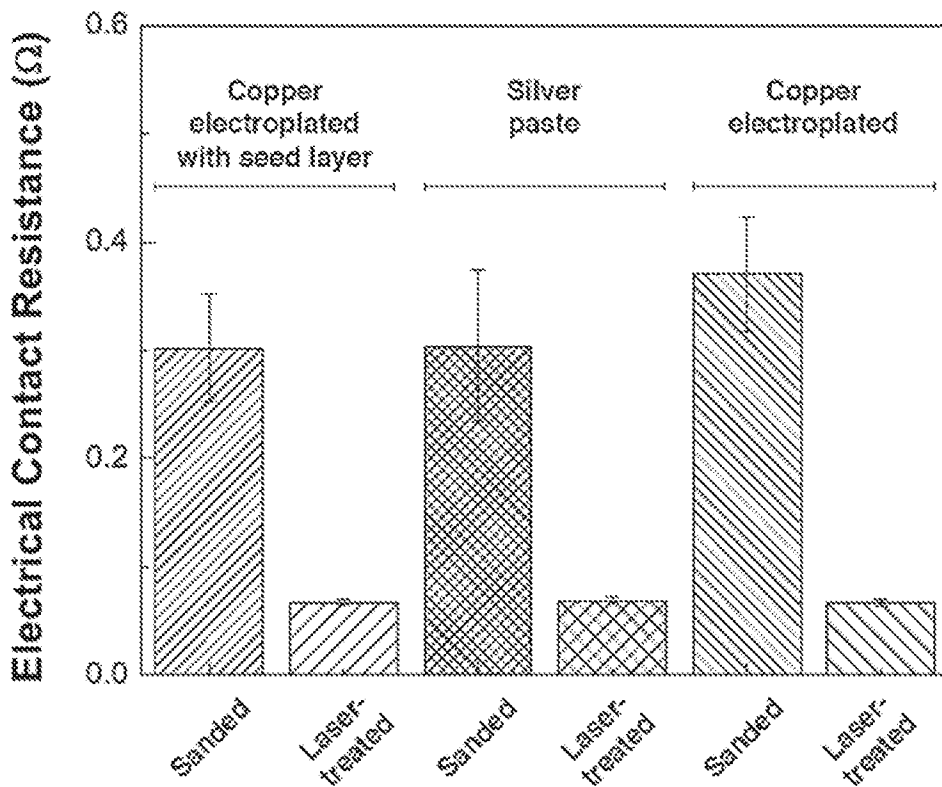 Electrical Contact Resistance (Ω)
0.6
0.4
0.2
0.0
Copper
electroplated
with seed layer
Silver
paste
Copper
electroplated
Sanded
Laser-
treated
Sanded
Laser-
treated
Sanded
Laser-
treated